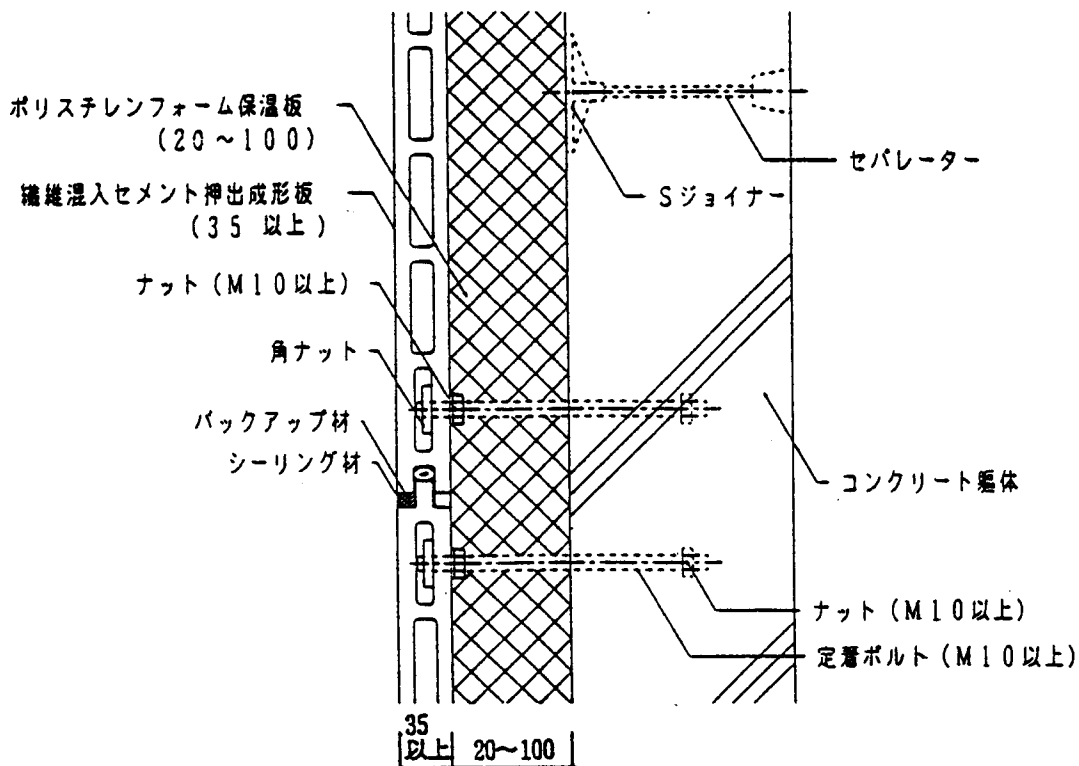 ポリスチレンフォーム保温板
(20～100)
セパレーター
Sジョイナー
繊維混入セメント押出成形板
(35 以上)
ナット(M10以上)
角ナット
バックアップ材
シーリング材
コンクリート躯体
ナット(M10以上)
定着ボルト(M10以上)
35
以上
20～100